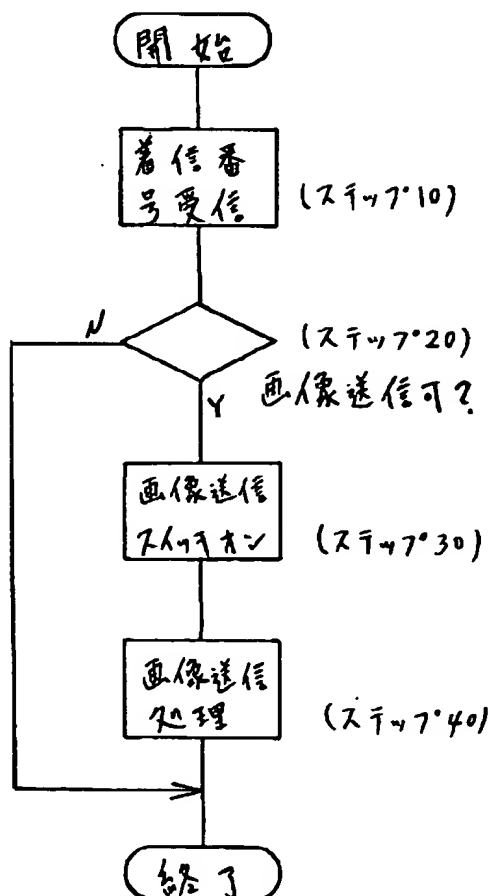 開始
着信番
号受信
(ステップ10)
N
(ステップ20)
画像送信可?
Y
画像送信
スイッチオン
(ステップ30)
画像送信
処理
(ステップ40)
終了